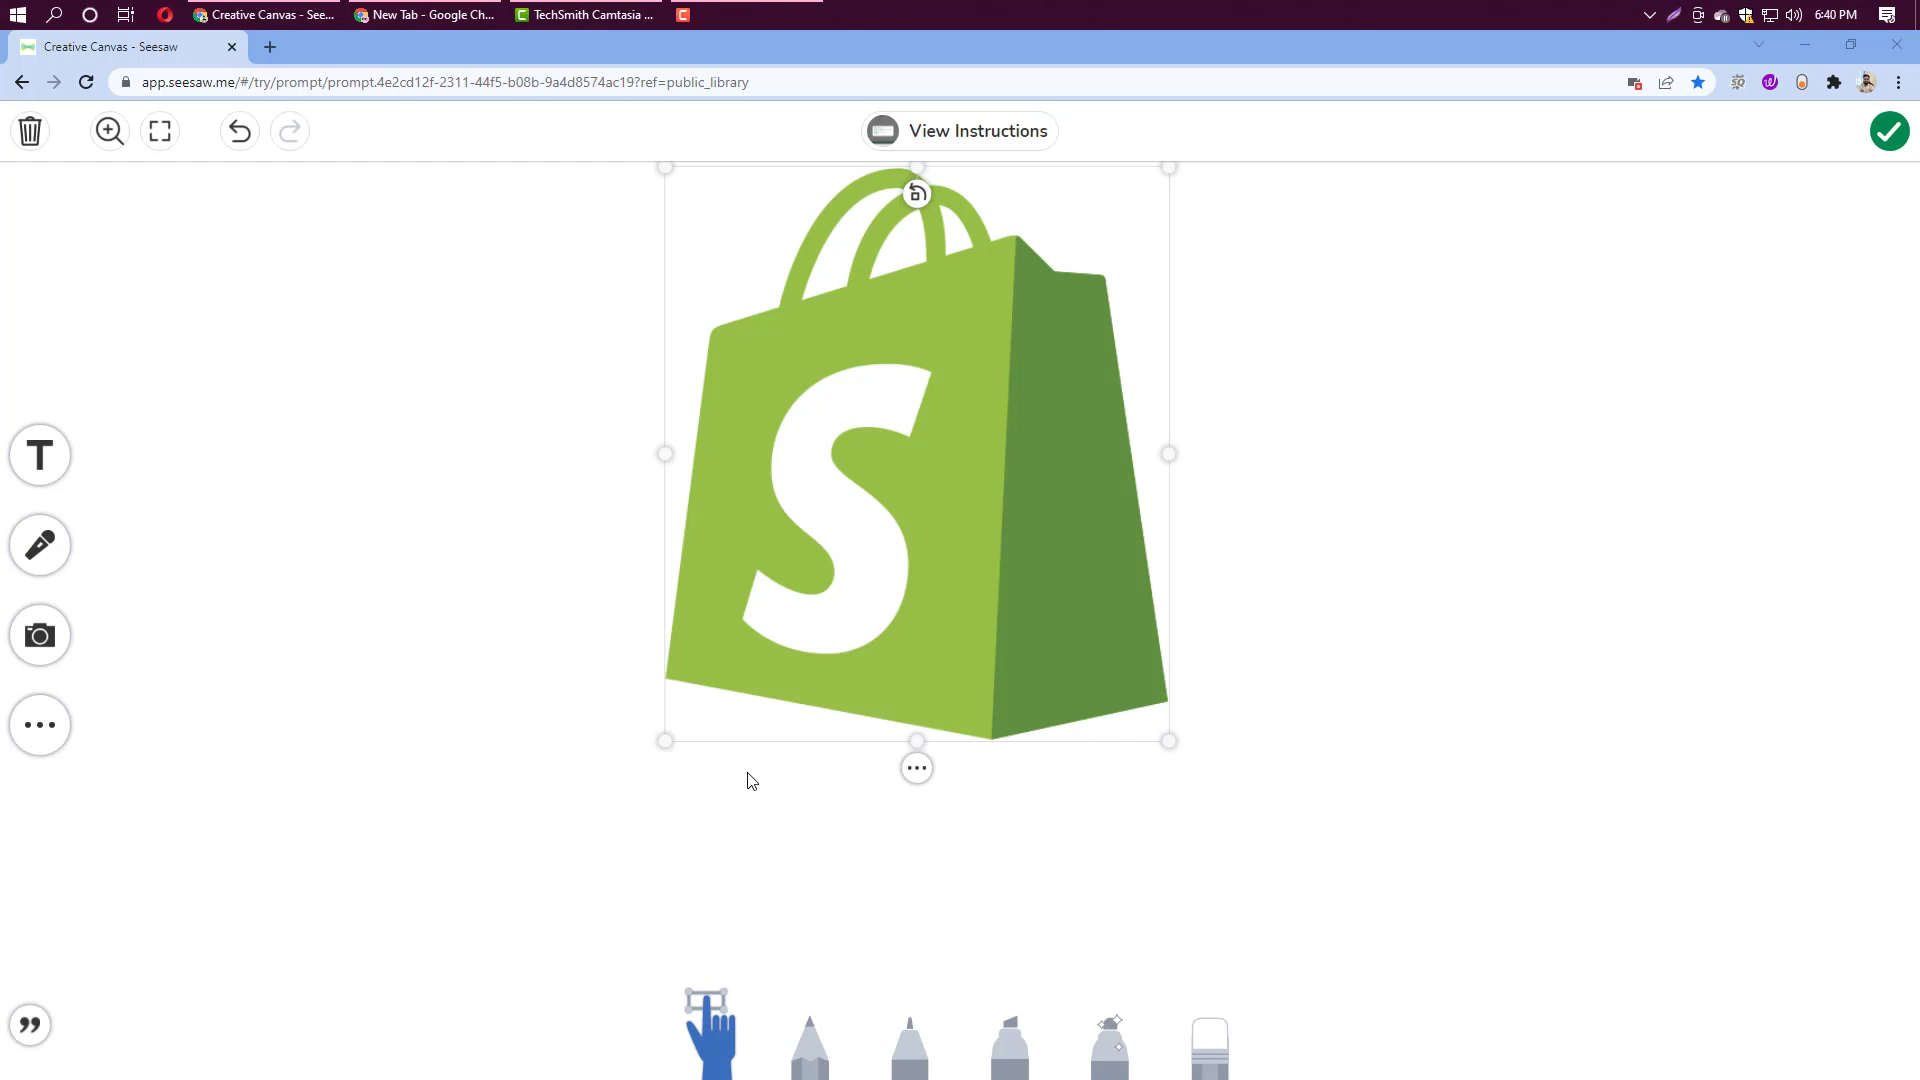 Creative Canvas - See...
New Tab - Google Ch...
TechSmith Camtasia ...
6:40 PM
Creative Canvas - Seesaw
app.seesaw.me/#/try/prompt/prompt.4e2cd12f-2311-44f5-b08b-9a4d8574ac19?ref=public_library
View Instructions
S
T